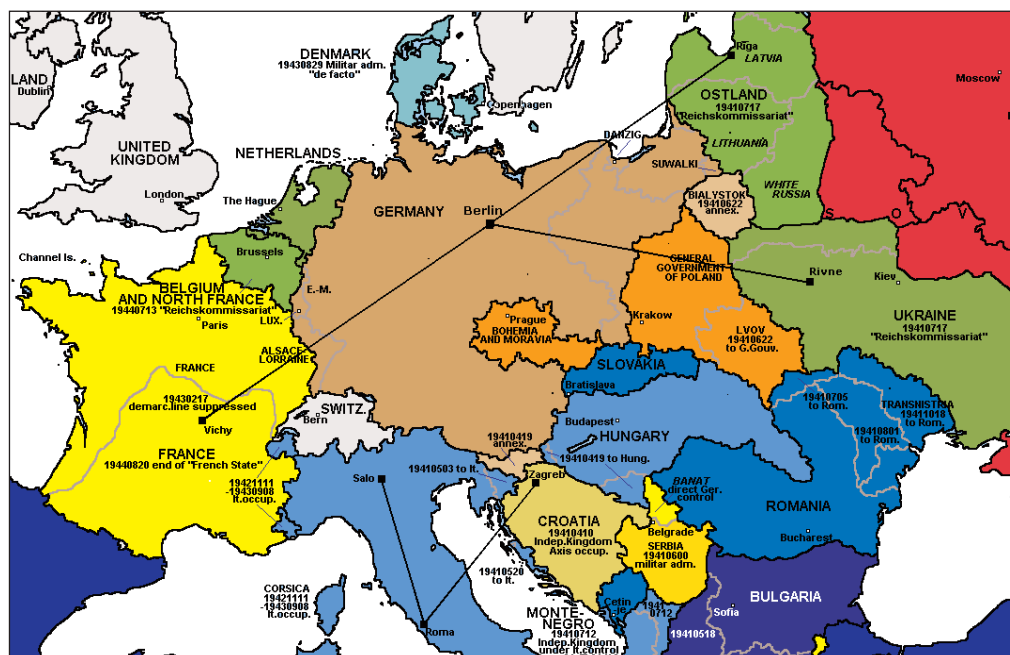 DENMARK
19430829 Militar adm.
"de facto"
Copenhagen
Rīga
LATVIA
Moscow
LAND
Dublin
OSTLAND
19410717
"Reichskommissariat"
UNITED
KINGDOM
London
NETHERLANDS
The Hague
DANZIG
SUWALKI
LITHUANIA
BIALYSTOK
19410622
annex.
WHITE
RUSSIA
S O V
GERMANY
Berlin
Brussels
Channel Is.
GENERAL
GOVERNMENT
OF POLAND
Rivne
Kiev
E.-M.
BELGIUM
AND NORTH FRANCE
19440713 "Reichskommissariat"
Paris
LUX.
Prague
BOHEMIA
AND MORAVIA
Krakow
LVOV
19410622
to G.Gouv.
UKRAINE
19410717
"Reichskommissariat"
ALSACE
LORRAINE
FRANCE
SLOVAKIA
Bratislava
19430217
demarc.line suppressed
Vichy
SWITZ.
Bern
19410705
to Rom.
TRANSNISTRIA
19411018
to Rom.
19410801
to Rom.
Budapest
HUNGARY
19410419
annex.
19410419 to Hung.
FRANCE
19440820 end of "French State"
19421111
-19430908
It.occup.
Salo
19410503 to It.
Zagreb
BANAT
direct Ger.
control
ROMANIA
Bucharest
CROATIA
19410410
Indep.Kingdom
Axis occup.
Belgrade
SERBIA
19410600
militar adm.
19410520
to It.
CORSICA
19421111
-19430908
It.occup.
Roma
Cetin-
je
MONTE-
NEGRO
19410712
Indep.Kingdom
under It.control
1941
0712
19410518
Sofia
BULGARIA